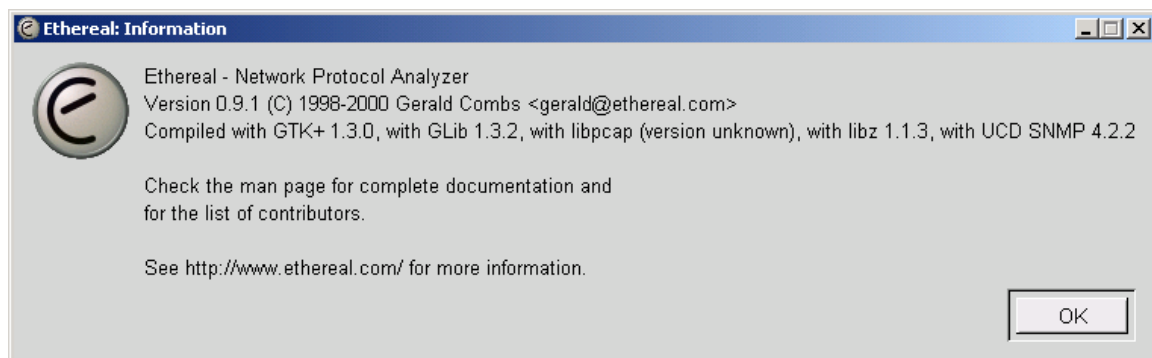 Ethereal: Information
Ethereal - Network Protocol Analyzer
Version 0.9.1 (C) 1998-2000 Gerald Combs <gerald@ethereal.com>
Compiled with GTK+ 1.3.0, with GLib 1.3.2, with libpcap (version unknown), with libz 1.1.3, with UCD SNMP 4.2.2
Check the man page for complete documentation and
for the list of contributors.
See http://www.ethereal.com/ for more information.
OK